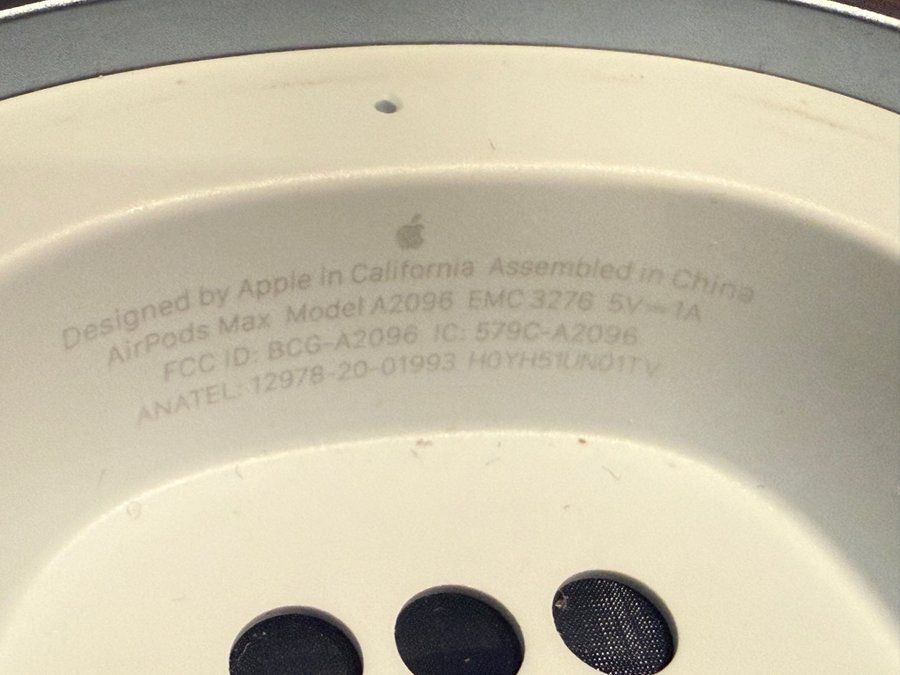 Designed by Apple in California Assembled in China
AirPods Max Model A2096 EMC 3276 5V⎓1A
FCC ID: BCG-A2096 IC: 579C-A2096
ANATEL: 12978-20-01993